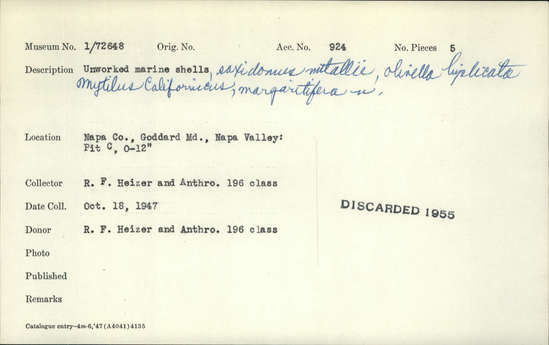 Museum No. 1/72648 Orig. No. Acc. No. 924 No. Pieces 5
Description Unworked marine shells, saxidomus nuttallii, olivella biplicata
Mytilus Californicus; margaritifera
Location Napa Co., Goddard Md., Napa Valley:
Pit C, 0-12"
Collector R. F. Heizer and Anthro. 196 class
Date Coll. Oct. 18, 1947
DISCARDED 1955
Donor R. F. Heizer and Anthro. 196 class
Photo
Published
Remarks
Catalogue entry—4m-6,'47(A4041)4135